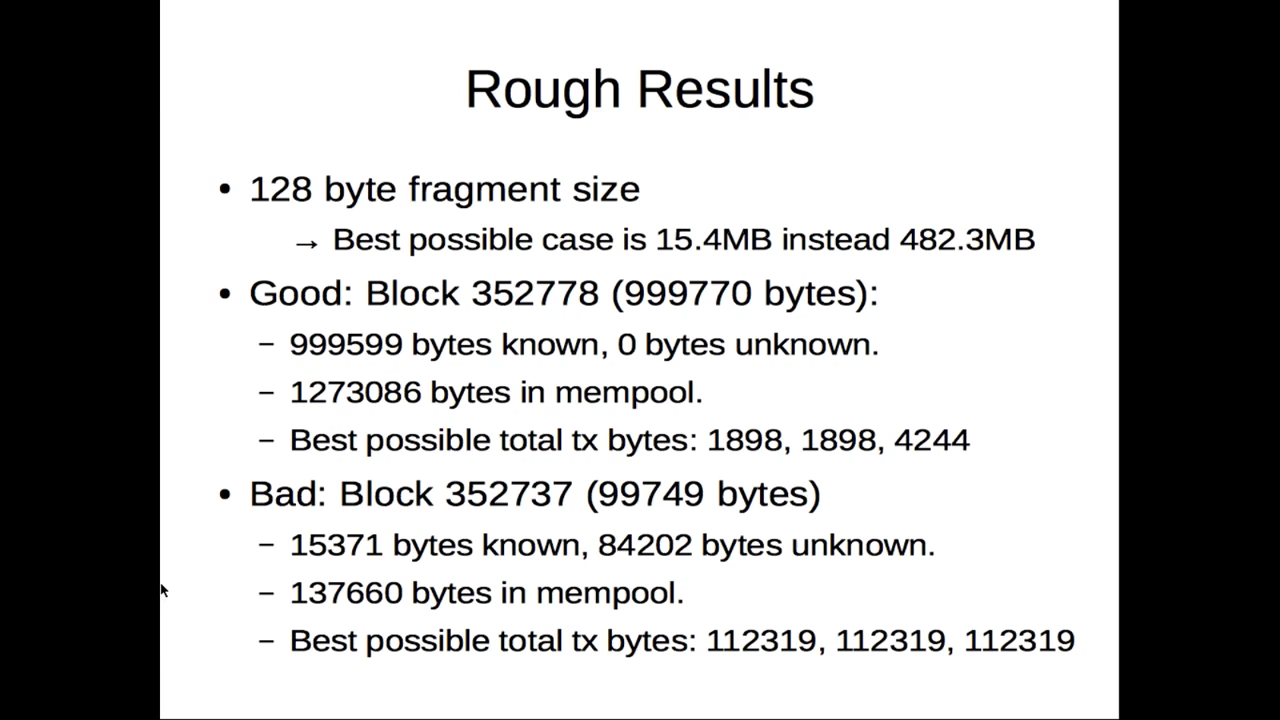 Rough Results
• 128 byte fragment size
→ Best possible case is 15.4MB instead 482.3MB
• Good: Block 352778 (999770 bytes):
– 999599 bytes known, 0 bytes unknown.
– 1273086 bytes in mempool.
– Best possible total tx bytes: 1898, 1898, 4244
• Bad: Block 352737 (99749 bytes)
– 15371 bytes known, 84202 bytes unknown.
– 137660 bytes in mempool.
– Best possible total tx bytes: 112319, 112319, 112319